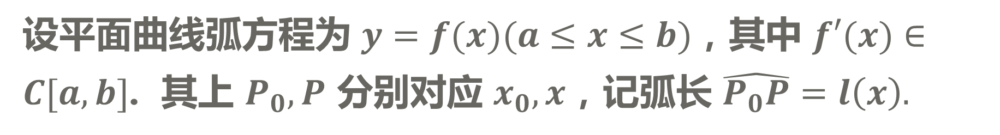 设平面曲线弧方程为 y = f(x)(a ≤ x ≤ b)，其中 f′(x) ∈
C[a, b]．其上 P₀, P 分别对应 x₀, x，记弧长 \widehat{P₀P} = l(x).